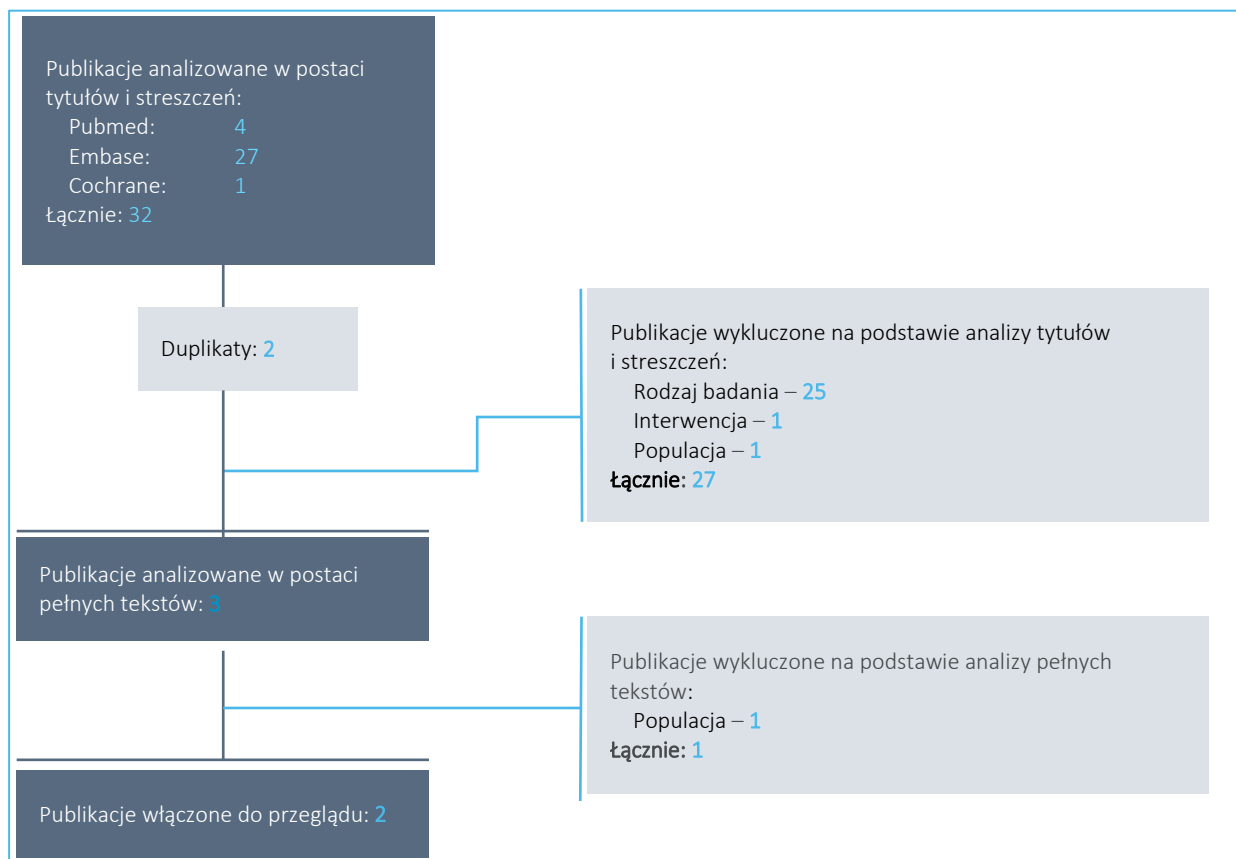 Publikacje analizowane w postaci
tytułów i streszczeń:
Pubmed: 4
Embase: 27
Cochrane: 1
Łącznie: 32
Duplikaty: 2
Publikacje wykluczone na podstawie analizy tytułów
i streszczeń:
Rodzaj badania – 25
Interwencja – 1
Populacja – 1
Łącznie: 27
Publikacje analizowane w postaci
pełnych tekstów: 3
Publikacje wykluczone na podstawie analizy pełnych
tekstów:
Populacja – 1
Łącznie: 1
Publikacje włączone do przeglądu: 2